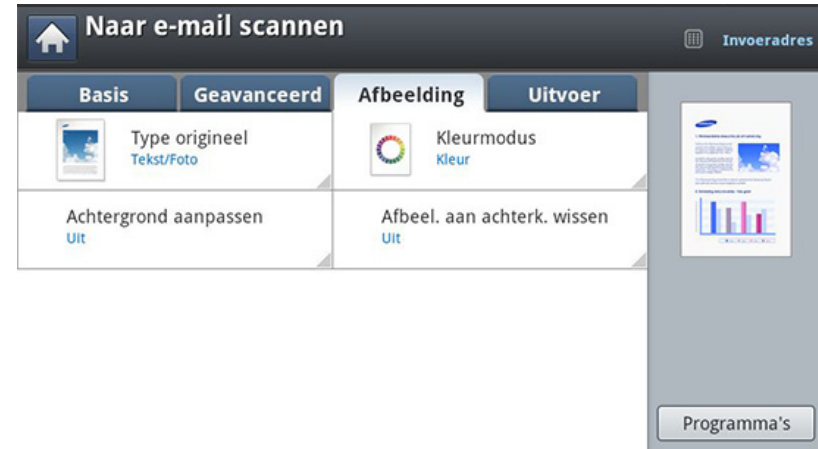 Naar e-mail scannen
Invoeradres
Basis
Geavanceerd
Afbeelding
Uitvoer
Type origineel
Tekst/Foto
Kleurmodus
Kleur
Achtergrond aanpassen
Uit
Afbeel. aan achterk. wissen
Uit
Programma's